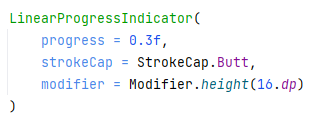 LinearProgressIndicator(
    progress = 0.3f,
    strokeCap = StrokeCap.Butt,
    modifier = Modifier.height(16.dp)
)